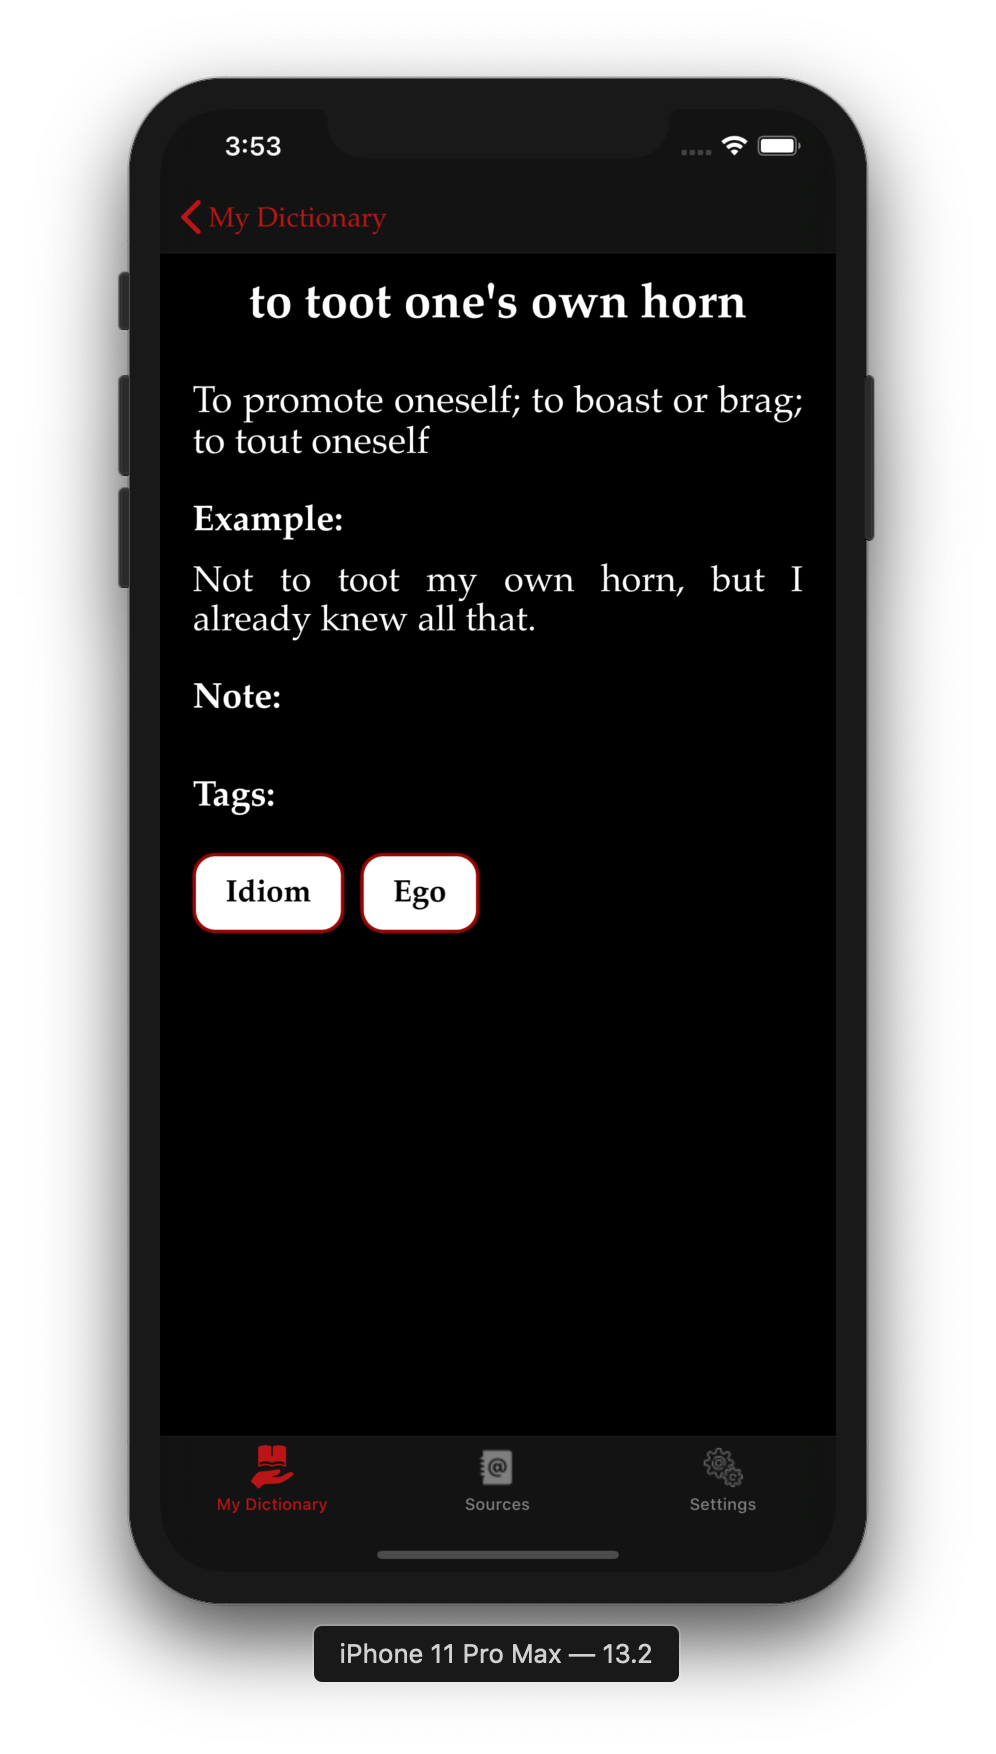 3:53
My Dictionary
to toot one's own horn
To promote oneself; to boast or brag;
to tout oneself
Example:
Not to toot my own horn, but I
already knew all that.
Note:
Tags:
Idiom Ego
My Dictionary Sources Settings
iPhone 11 Pro Max — 13.2